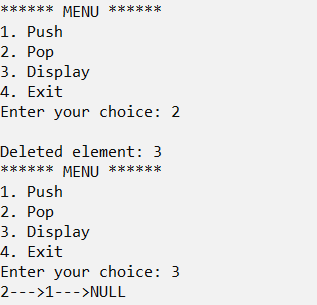 ****** MENU ******
1. Push
2. Pop
3. Display
4. Exit
Enter your choice: 2
Deleted element: 3
****** MENU ******
1. Push
2. Pop
3. Display
4. Exit
Enter your choice: 3
2--->1--->NULL